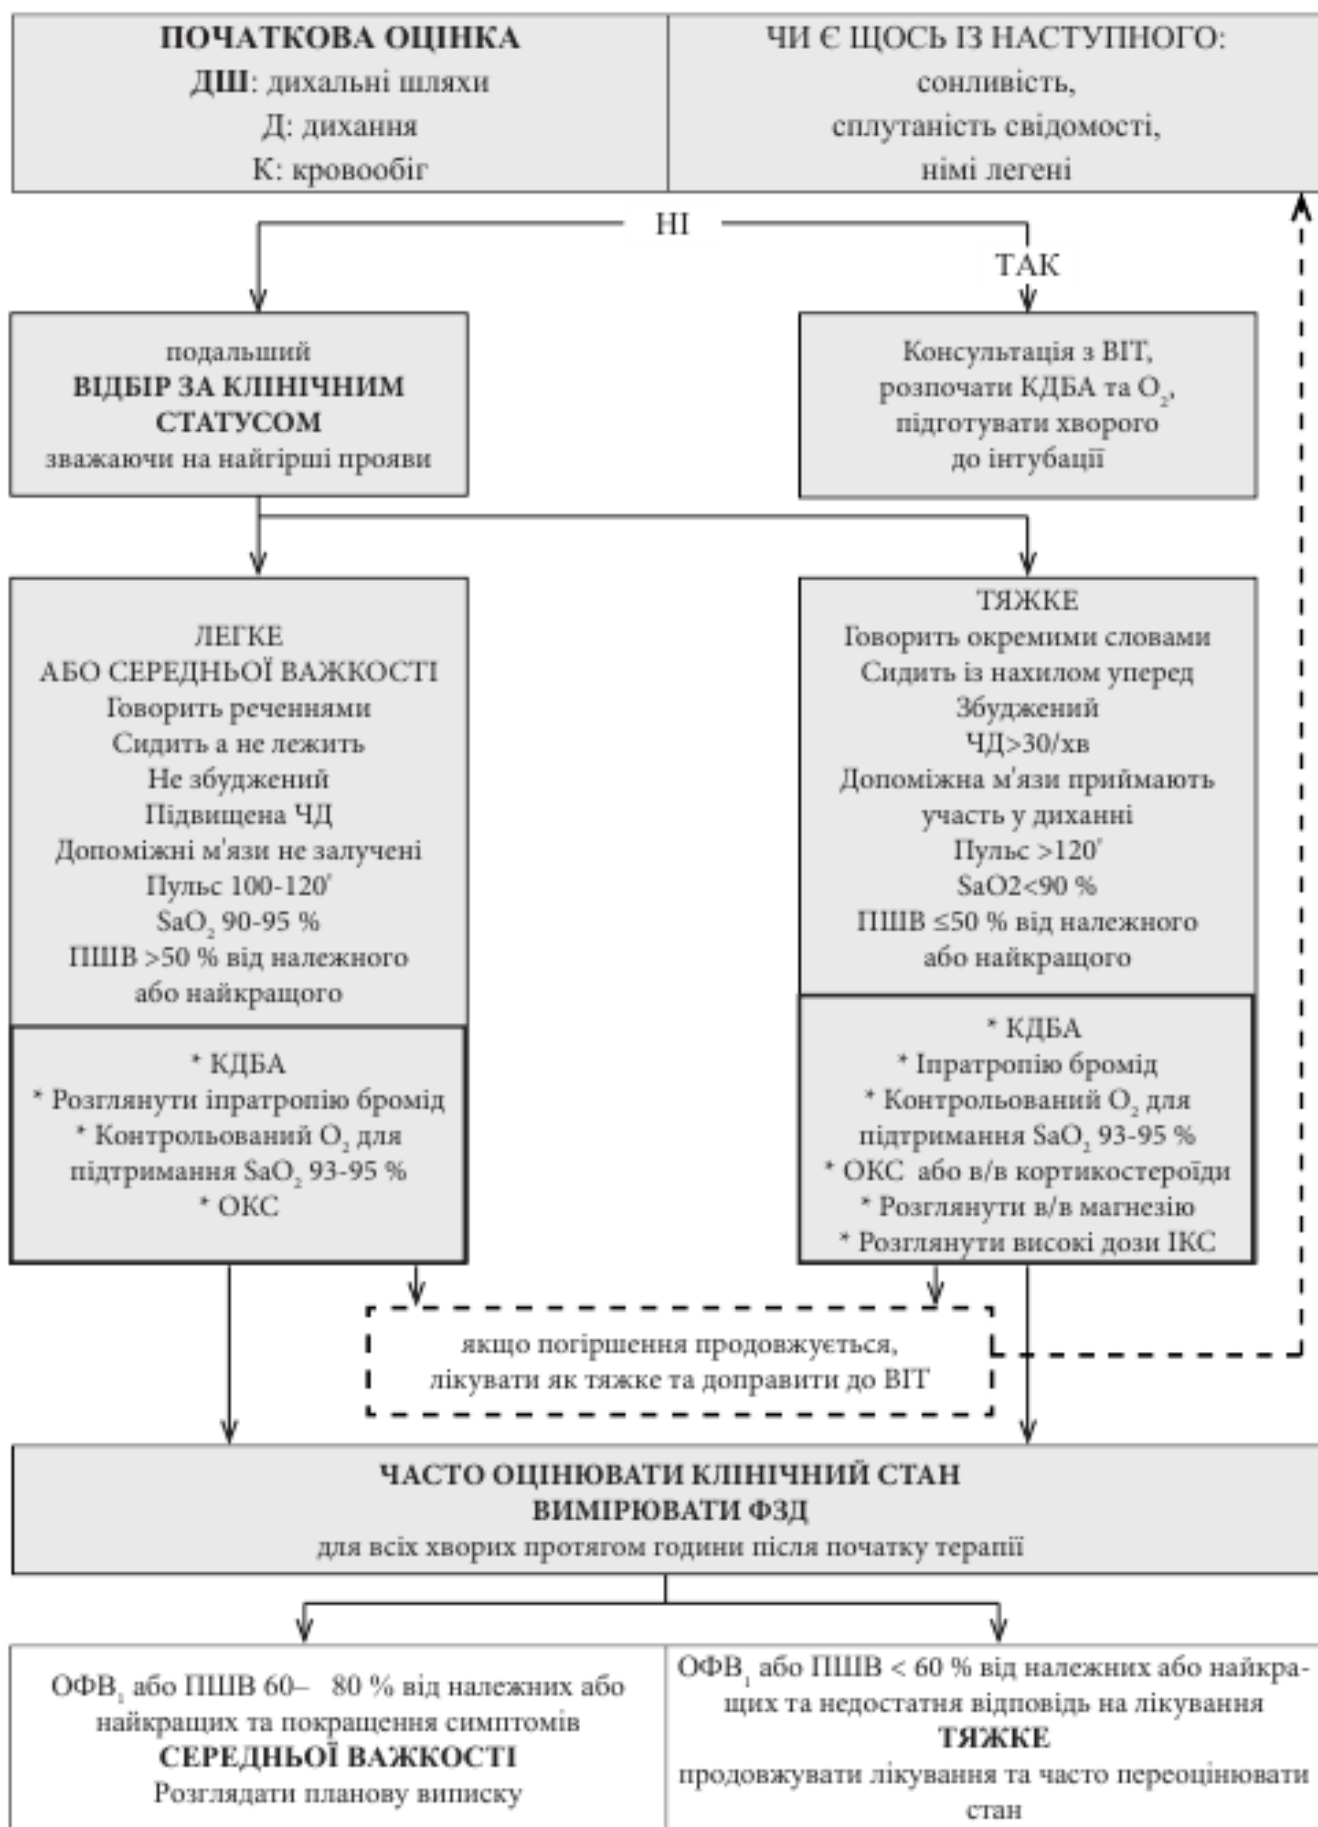 ПОЧАТКОВА ОЦІНКА
ДШ: дихальні шляхи
Д: дихання
К: кровообіг
ЧИ Є ЩОСЬ ІЗ НАСТУПНОГО:
сонливість,
сплутаність свідомості,
німі легені
НІ
ТАК
подальший
ВІДБІР ЗА КЛІНІЧНИМ
СТАТУСОМ
зважаючи на найгірші прояви
Консультація з ВІТ,
розпочати КДБА та O₂,
підготувати хворого
до інтубації
ЛЕГКЕ
АБО СЕРЕДНЬОЇ ВАЖКОСТІ
Говорить реченнями
Сидить а не лежить
Не збуджений
Підвищена ЧД
Допоміжні м'язи не залучені
Пульс 100-120'
SaO₂ 90-95 %
ПШВ >50 % від належного
або найкращого
* КДБА
* Розглянути іпратропію бромід
* Контрольований O₂ для
підтримання SaO₂ 93-95 %
* ОКС
ТЯЖКЕ
Говорить окремими словами
Сидить із нахилом уперед
Збуджений
ЧД>30/хв
Допоміжна м'язи приймають
участь у диханні
Пульс >120'
SaO2<90 %
ПШВ ≤50 % від належного
або найкращого
* КДБА
* Іпратропію бромід
* Контрольований O₂ для
підтримання SaO₂ 93-95 %
* ОКС або в/в кортикостероїди
* Розглянути в/в магнезію
* Розглянути високі дози ІКС
якщо погіршення продовжується,
лікувати як тяжке та доправити до ВІТ
ЧАСТО ОЦІНЮВАТИ КЛІНІЧНИЙ СТАН
ВИМІРЮВАТИ ФЗД
для всіх хворих протягом години після початку терапії
ОФВ₁ або ПШВ 60– 80 % від належних або
найкращих та покращення симптомів
СЕРЕДНЬОЇ ВАЖКОСТІ
Розглядати планову виписку
ОФВ₁ або ПШВ < 60 % від належних або найкра-
щих та недостатня відповідь на лікування
ТЯЖКЕ
продовжувати лікування та часто переоцінювати
стан